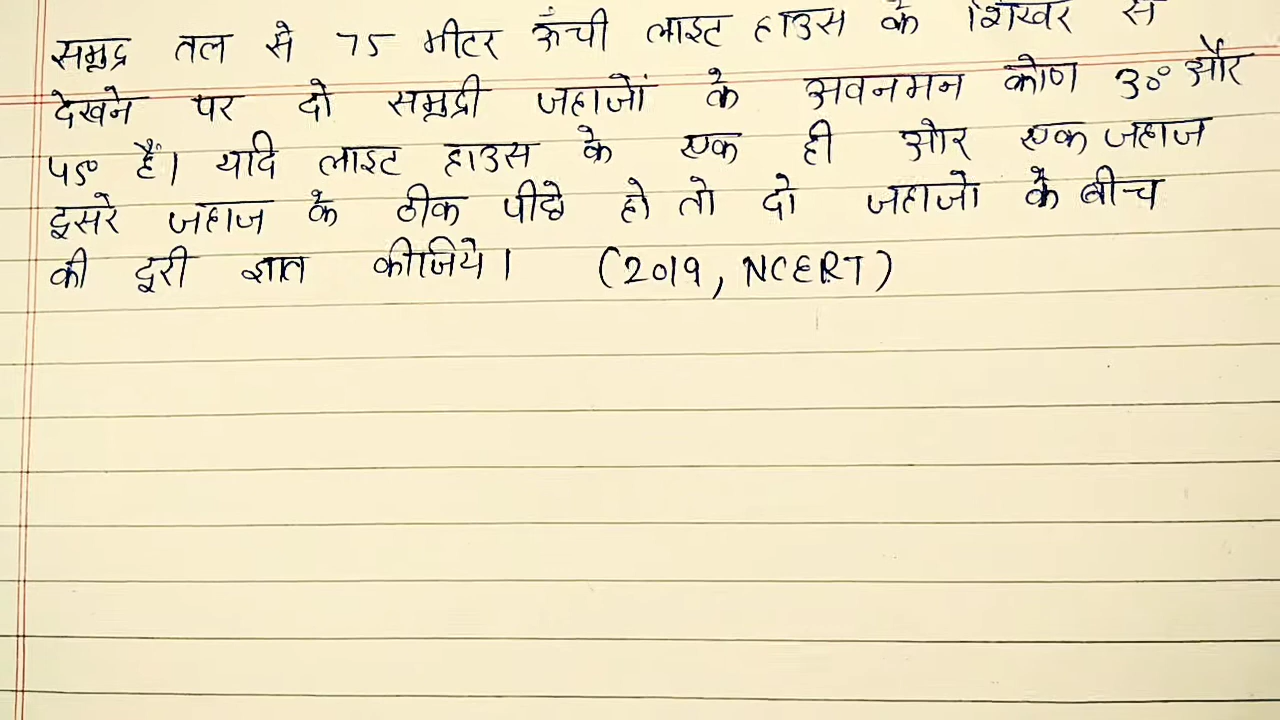 समुद्र तल से 75 मीटर ऊँची लाइट हाउस के शिखर से
देखने पर दो समुद्री जहाजों के अवनमन कोण 30° और
45° हैं। यदि लाइट हाउस के एक ही ओर एक जहाज
दूसरे जहाज के ठीक पीछे हो तो दो जहाजो के बीच
की दूरी ज्ञात कीजिये। (2019, NCERT)